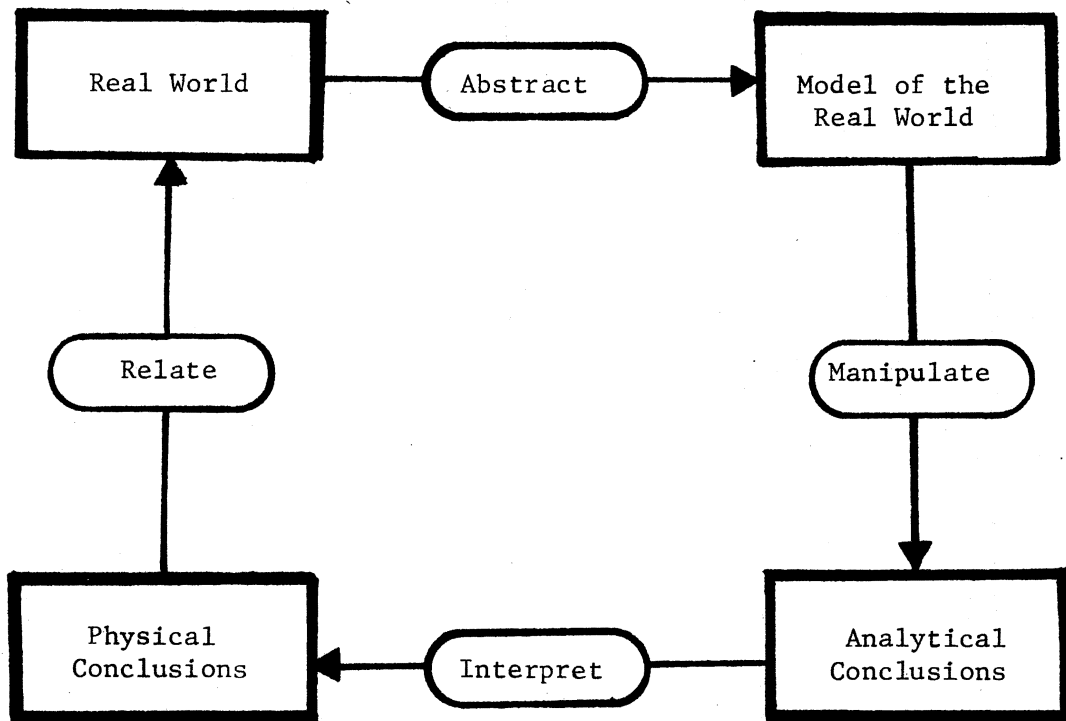 Real World
Abstract
Model of the
Real World
Relate
Manipulate
Physical
Conclusions
Interpret
Analytical
Conclusions